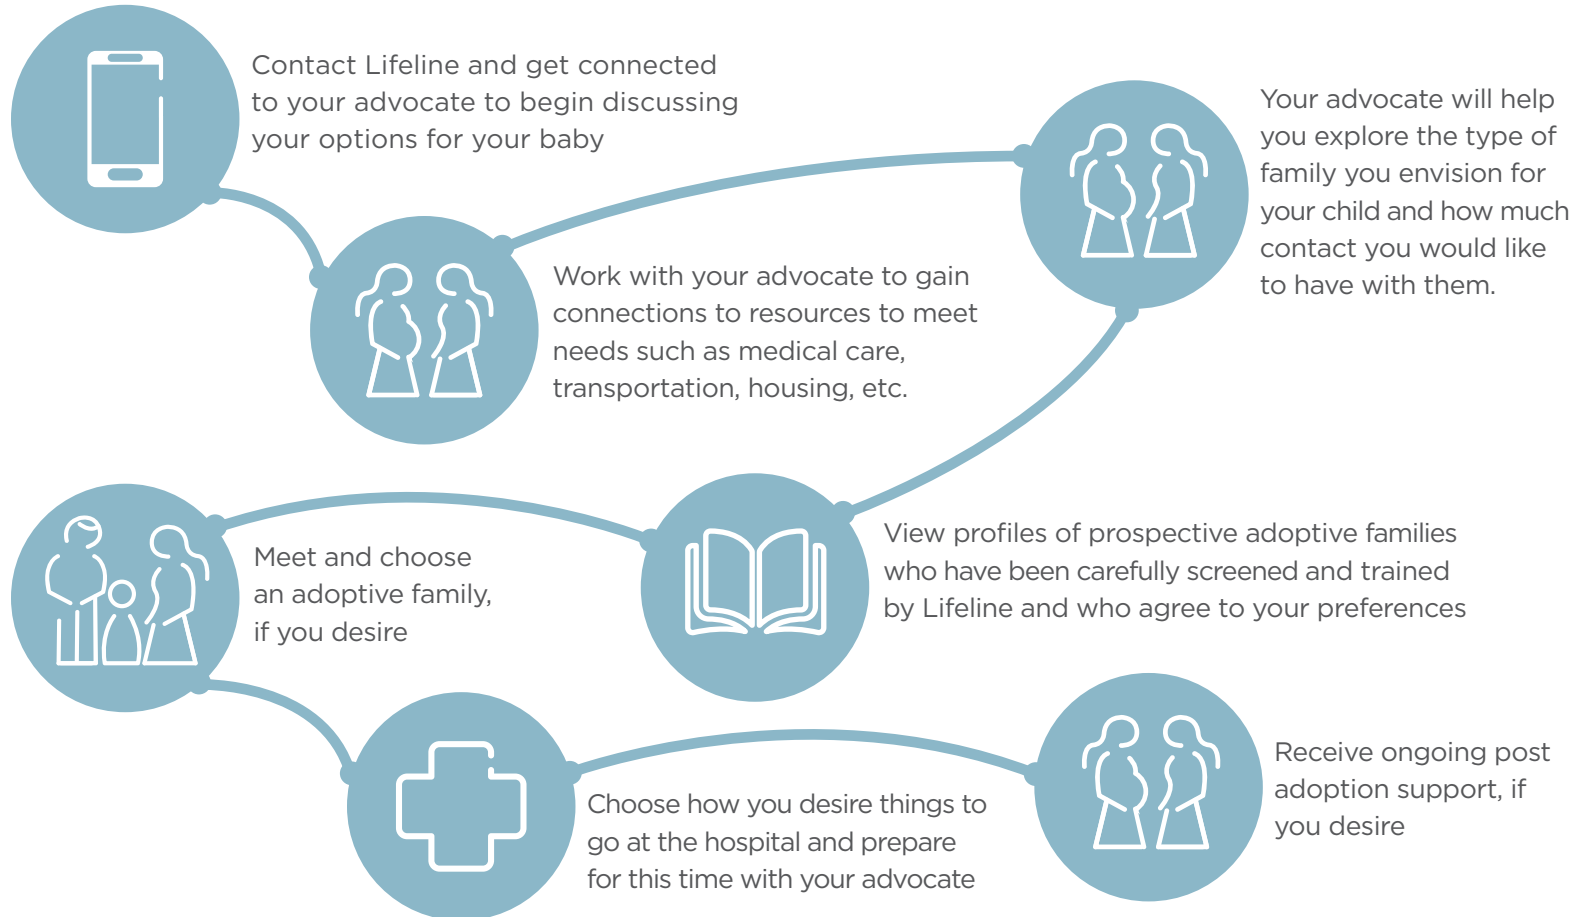 Contact Lifeline and get connected
to your advocate to begin discussing
your options for your baby
Work with your advocate to gain
connections to resources to meet
needs such as medical care,
transportation, housing, etc.
Your advocate will help
you explore the type of
family you envision for
your child and how much
contact you would like
to have with them.
View profiles of prospective adoptive families
who have been carefully screened and trained
by Lifeline and who agree to your preferences
Meet and choose
an adoptive family,
if you desire
Choose how you desire things to
go at the hospital and prepare
for this time with your advocate
Receive ongoing post
adoption support, if
you desire